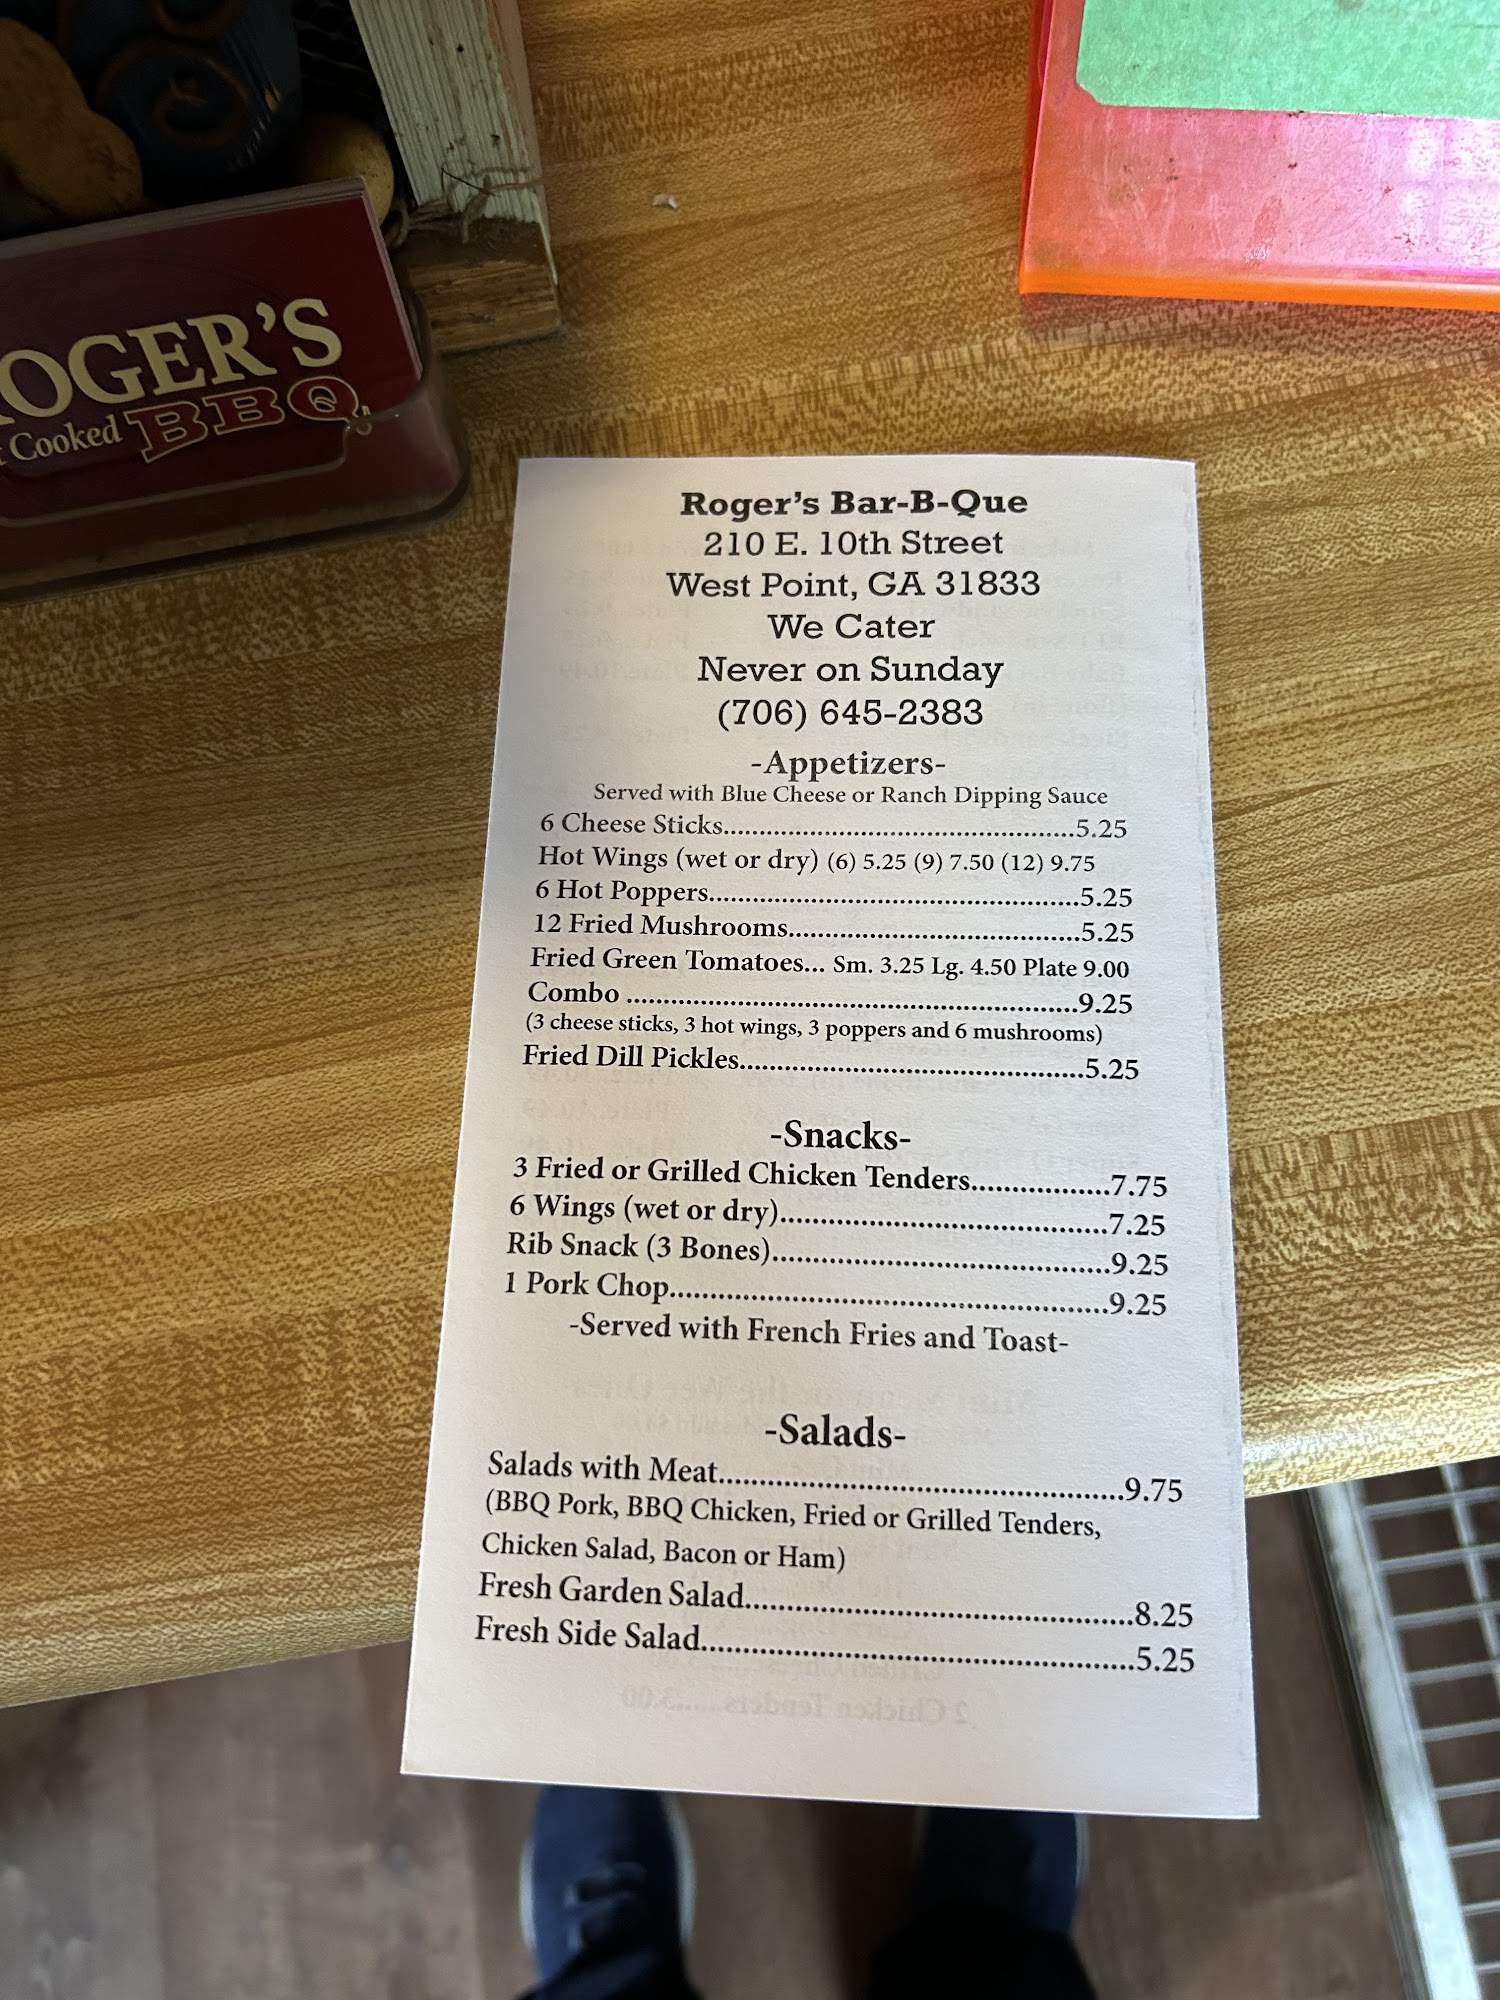 OGER'S
Cooked BBQ
Roger's Bar-B-Que
210 E. 10th Street
West Point, GA 31833
We Cater
Never on Sunday
(706) 645-2383
-Appetizers-
Served with Blue Cheese or Ranch Dipping Sauce
6 Cheese Sticks................................................5.25
Hot Wings (wet or dry) (6) 5.25 (9) 7.50 (12) 9.75
6 Hot Poppers..................................................5.25
12 Fried Mushrooms.......................................5.25
Fried Green Tomatoes... Sm. 3.25 Lg. 4.50 Plate 9.00
Combo .............................................................9.25
(3 cheese sticks, 3 hot wings, 3 poppers and 6 mushrooms)
Fried Dill Pickles..............................................5.25
-Snacks-
3 Fried or Grilled Chicken Tenders.................7.75
6 Wings (wet or dry)........................................7.25
Rib Snack (3 Bones).........................................9.25
1 Pork Chop.....................................................9.25
-Served with French Fries and Toast-
-Salads-
Salads with Meat................................................9.75
(BBQ Pork, BBQ Chicken, Fried or Grilled Tenders,
Chicken Salad, Bacon or Ham)
Fresh Garden Salad..............................................8.25
Fresh Side Salad...................................................5.25
2 Chicken Tenders......3.00